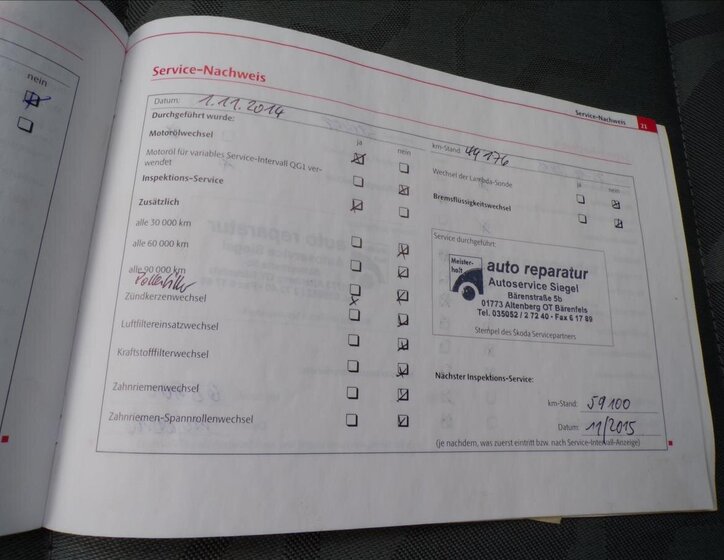 nein
Service-Nachweis
Service-Nachweis 21
Datum: 1.11.2014
Durchgeführt wurde:
ja nein
Motorölwechsel
Motoröl für variables Service-Intervall QG1 ver-
wendet
Inspektions-Service
Zusätzlich
alle 30 000 km
alle 60 000 km
alle 90 000 km
Pollenfilter
Zündkerzenwechsel
Luftfiltereinsatzwechsel
Kraftstofffilterwechsel
Zahnriemenwechsel
Zahnriemen-Spannrollenwechsel
km-Stand: 49176
ja nein
Wechsel der Lambda-Sonde
Bremsflüssigkeitswechsel
Service durchgeführt:
Meister-
haft
auto reparatur
Autoservice Siegel
Bärenstraße 5b
01773 Altenberg OT Bärenfels
Tel. 035052 / 2 72 40 · Fax 6 17 89
Stempel des Škoda Servicepartners
Nächster Inspektions-Service:
km-Stand: 59100
Datum: 11/2015
(je nachdem, was zuerst eintritt bzw. nach Service-Intervall-Anzeige)